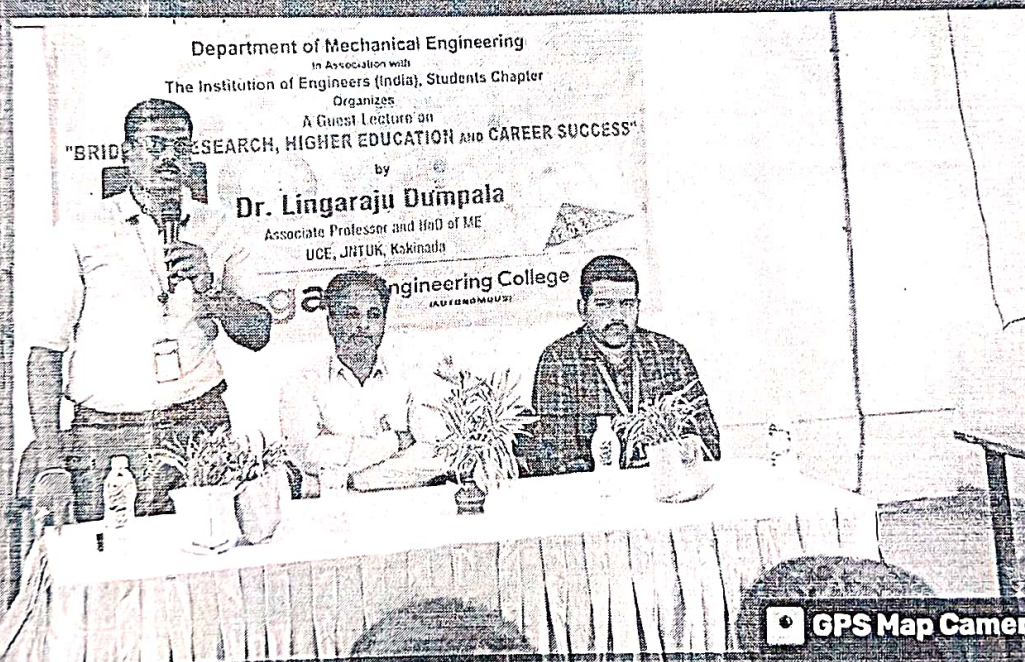 Department of Mechanical Engineering
In Association with
The Institution of Engineers (India), Students Chapter
Organizes
A Guest Lecture on
"BRID ESEARCH, HIGHER EDUCATION AND CAREER SUCCESS"
by
Dr. Lingaraju Dumpala
Associate Professor and HoD of ME
UCE, JNTUK, Kakinada
ngineering College
(AUTONOMOUS)
GPS Map Camer